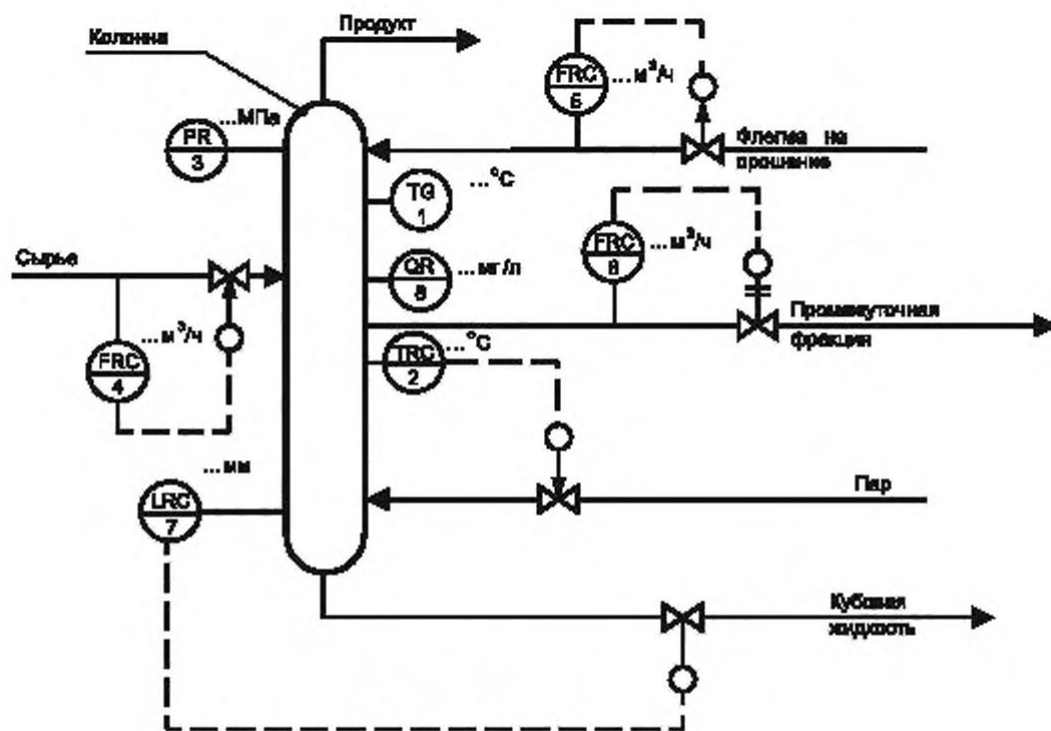 Продукт
Колонна
FRC
5
...м³/ч
...МПа
PR
3
Флегма на
орошение
...°С
TG
1
FRC
6
...м³/ч
Сырье
QR
8
...мг/л
Промежуточная
фракция
...м³/ч
FRC
4
...°С
TRC
2
...мм
LRC
7
Пар
Кубовая
жидкость